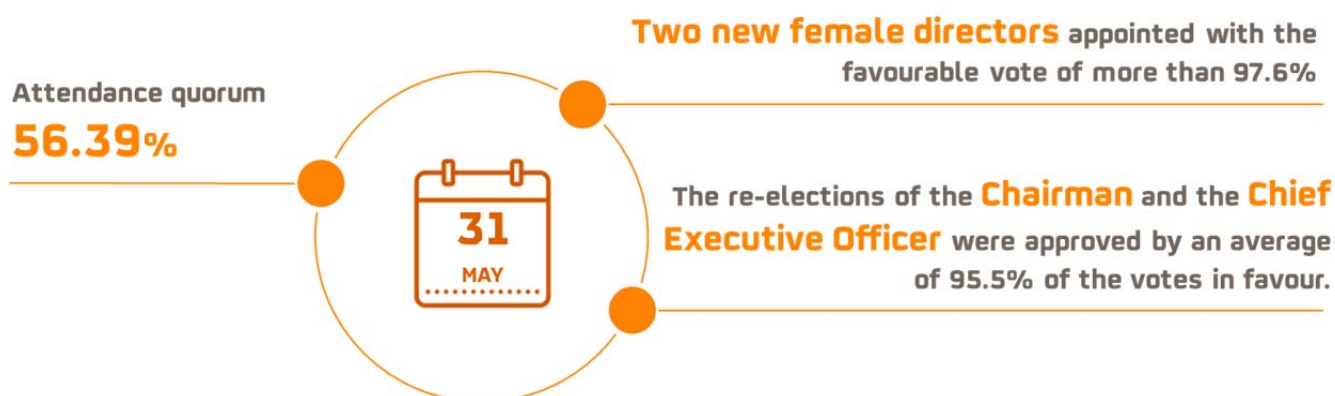 Attendance quorum
56.39%
31
MAY
Two new female directors appointed with the
favourable vote of more than 97.6%
The re-elections of the Chairman and the Chief
Executive Officer were approved by an average
of 95.5% of the votes in favour.